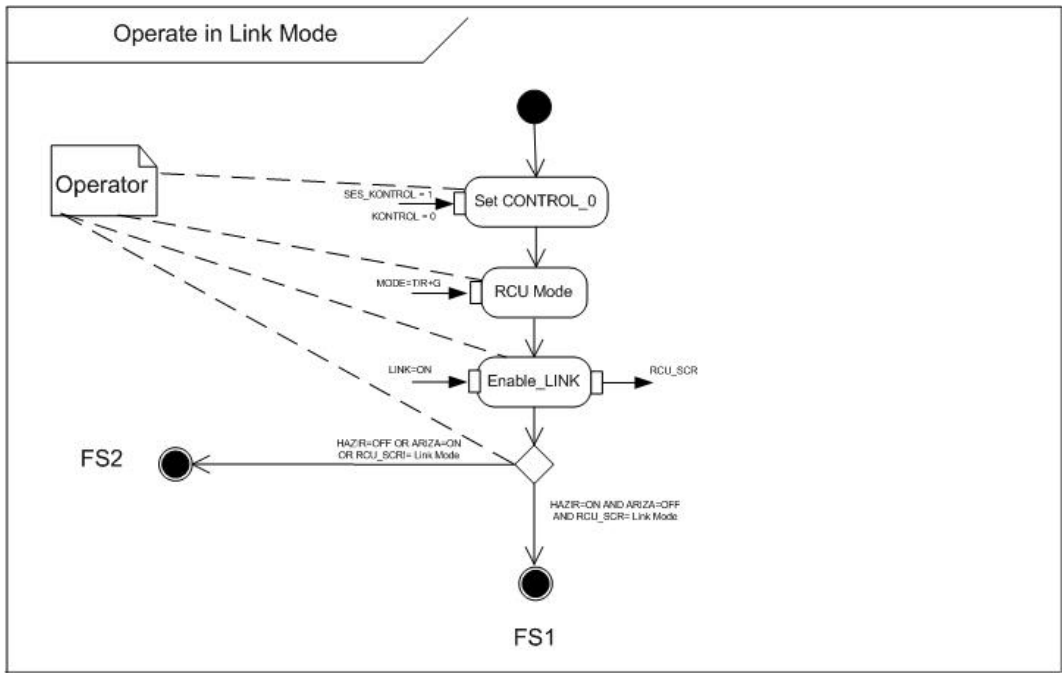 Operate in Link Mode
Operator
SES_KONTROL = 1
KONTROL = 0
Set CONTROL_0
MODE=T/R+G
RCU Mode
LINK=ON
Enable_LINK
RCU_SCR
HAZIR=OFF OR ARIZA=ON
OR RCU_SCR!= Link Mode
FS2
HAZIR=ON AND ARIZA=OFF
AND RCU_SCR= Link Mode
FS1